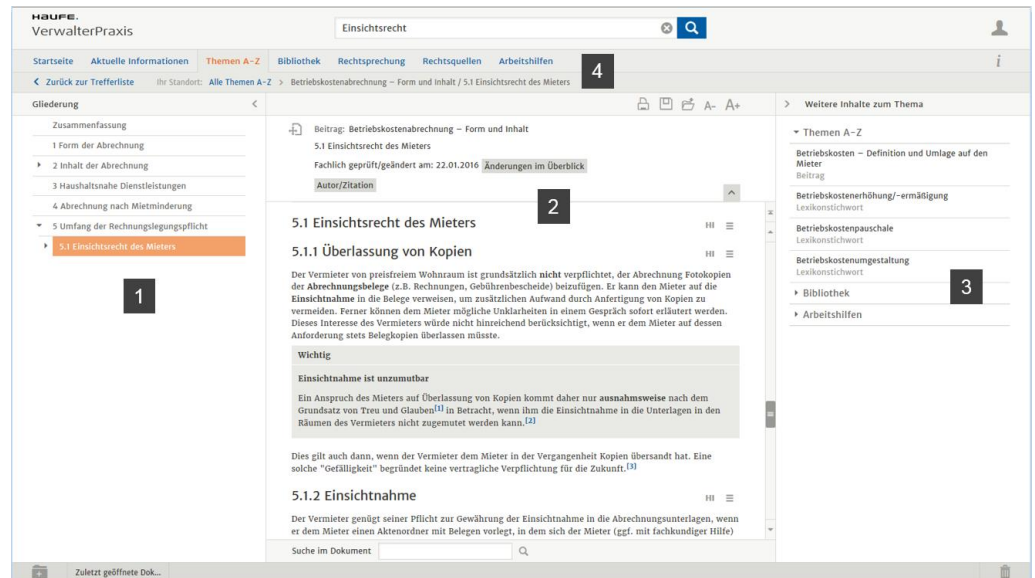 HAUFE.
VerwalterPraxis
Einsichtsrecht
Startseite Aktuelle Informationen Themen A-Z Bibliothek Rechtsprechung Rechtsquellen Arbeitshilfen
4
i
Zurück zur Trefferliste Ihr Standort: Alle Themen A-Z > Betriebskostenabrechnung – Form und Inhalt / 5.1 Einsichtsrecht des Mieters
Gliederung
Zusammenfassung
1 Form der Abrechnung
2 Inhalt der Abrechnung
3 Haushaltsnahe Dienstleistungen
4 Abrechnung nach Mietminderung
5 Umfang der Rechnungslegungspflicht
5.1 Einsichtsrecht des Mieters
1
A- A+
Beitrag: Betriebskostenabrechnung – Form und Inhalt
5.1 Einsichtsrecht des Mieters
Fachlich geprüft/geändert am: 22.01.2016 Änderungen im Überblick
Autor/Zitation
2
5.1 Einsichtsrecht des Mieters
HI
5.1.1 Überlassung von Kopien
HI
Der Vermieter von preisfreiem Wohnraum ist grundsätzlich nicht verpflichtet, der Abrechnung Fotokopien
der Abrechnungsbelege (z.B. Rechnungen, Gebührenbescheide) beizufügen. Er kann den Mieter auf die
Einsichtnahme in die Belege verweisen, um zusätzlichen Aufwand durch Anfertigung von Kopien zu
vermeiden. Ferner können dem Mieter mögliche Unklarheiten in einem Gespräch sofort erläutert werden.
Dieses Interesse des Vermieters würde nicht hinreichend berücksichtigt, wenn er dem Mieter auf dessen
Anforderung stets Belegkopien überlassen müsste.
Wichtig
Einsichtnahme ist unzumutbar
Ein Anspruch des Mieters auf Überlassung von Kopien kommt daher nur ausnahmsweise nach dem
Grundsatz von Treu und Glauben[1] in Betracht, wenn ihm die Einsichtnahme in die Unterlagen in den
Räumen des Vermieters nicht zugemutet werden kann.[2]
Dies gilt auch dann, wenn der Vermieter dem Mieter in der Vergangenheit Kopien übersandt hat. Eine
solche "Gefälligkeit" begründet keine vertragliche Verpflichtung für die Zukunft.[3]
5.1.2 Einsichtnahme
HI
Der Vermieter genügt seiner Pflicht zur Gewährung der Einsichtnahme in die Abrechnungsunterlagen, wenn
er dem Mieter einen Aktenordner mit Belegen vorlegt, in dem sich der Mieter (ggf. mit fachkundiger Hilfe)
Suche im Dokument
Weitere Inhalte zum Thema
Themen A-Z
Betriebskosten – Definition und Umlage auf den
Mieter
Beitrag
Betriebskostenerhöhung/-ermäßigung
Lexikonstichwort
Betriebskostenpauschale
Lexikonstichwort
Betriebskostenumgestaltung
Lexikonstichwort
3
Bibliothek
Arbeitshilfen
Zuletzt geöffnete Dok...